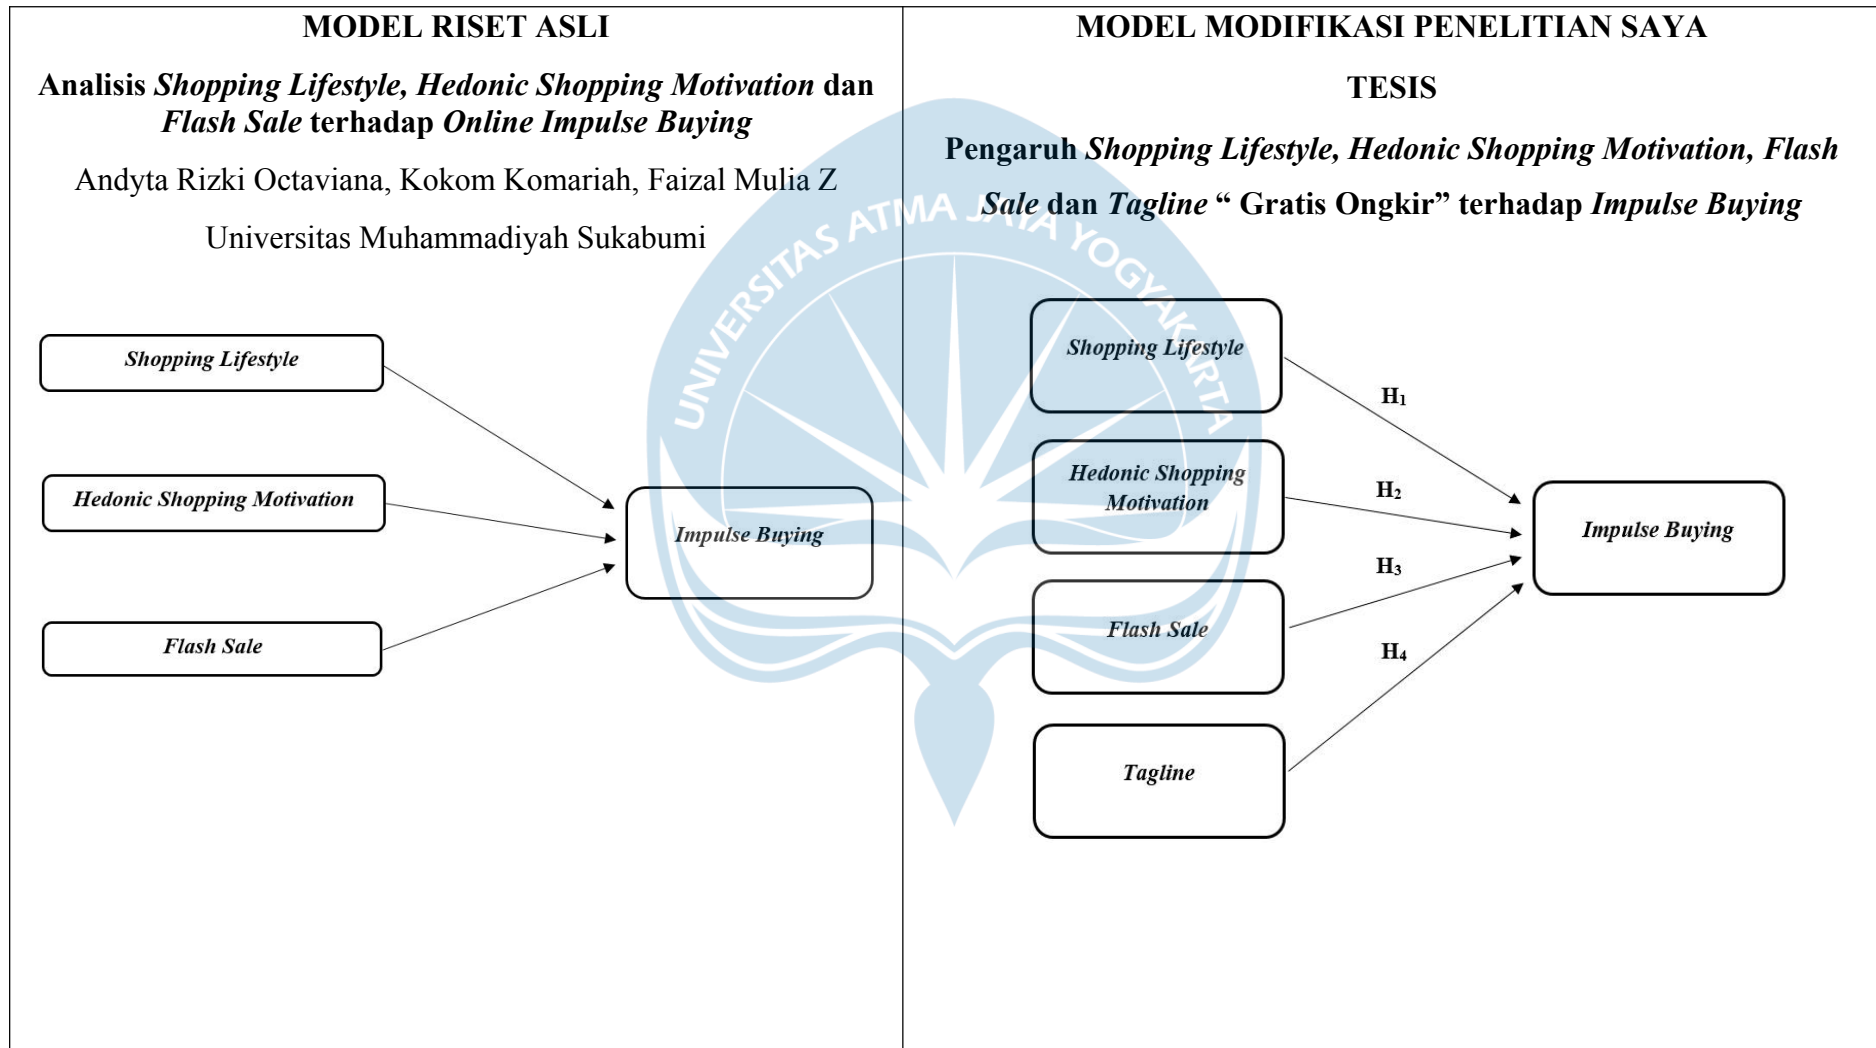 MODEL RISET ASLI
Analisis Shopping Lifestyle, Hedonic Shopping Motivation dan
Flash Sale terhadap Online Impulse Buying
Andyta Rizki Octaviana, Kokom Komariah, Faizal Mulia Z
Universitas Muhammadiyah Sukabumi
Shopping Lifestyle
Hedonic Shopping Motivation
Flash Sale
Impulse Buying
MODEL MODIFIKASI PENELITIAN SAYA
TESIS
Pengaruh Shopping Lifestyle, Hedonic Shopping Motivation, Flash
Sale dan Tagline “ Gratis Ongkir” terhadap Impulse Buying
Shopping Lifestyle
Hedonic Shopping
Motivation
Flash Sale
Tagline
H₁
H₂
H₃
H₄
Impulse Buying
UNIVERSITAS ATMA JAYA YOGYAKARTA